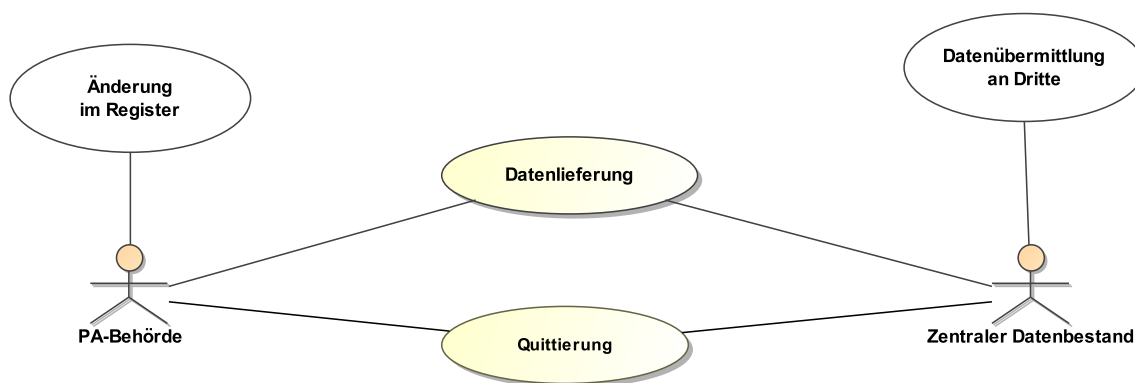 Änderung
im Register
Datenübermittlung
an Dritte
Datenlieferung
PA-Behörde
Quittierung
Zentraler Datenbestand